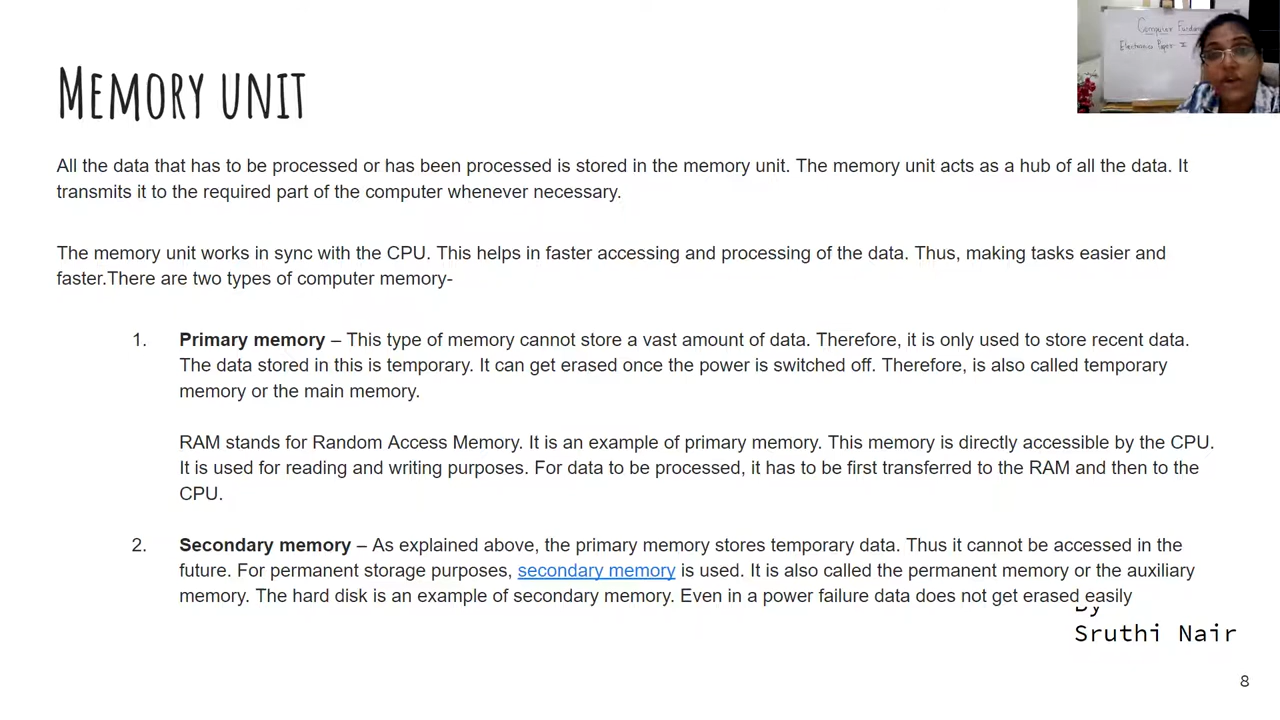 Computer
Electronics Paper I
MEMORY UNIT
All the data that has to be processed or has been processed is stored in the memory unit. The memory unit acts as a hub of all the data. It
transmits it to the required part of the computer whenever necessary.
The memory unit works in sync with the CPU. This helps in faster accessing and processing of the data. Thus, making tasks easier and
faster.There are two types of computer memory-
1. Primary memory – This type of memory cannot store a vast amount of data. Therefore, it is only used to store recent data.
The data stored in this is temporary. It can get erased once the power is switched off. Therefore, is also called temporary
memory or the main memory.
RAM stands for Random Access Memory. It is an example of primary memory. This memory is directly accessible by the CPU.
It is used for reading and writing purposes. For data to be processed, it has to be first transferred to the RAM and then to the
CPU.
2. Secondary memory – As explained above, the primary memory stores temporary data. Thus it cannot be accessed in the
future. For permanent storage purposes, secondary memory is used. It is also called the permanent memory or the auxiliary
memory. The hard disk is an example of secondary memory. Even in a power failure data does not get erased easily
By
Sruthi Nair
8